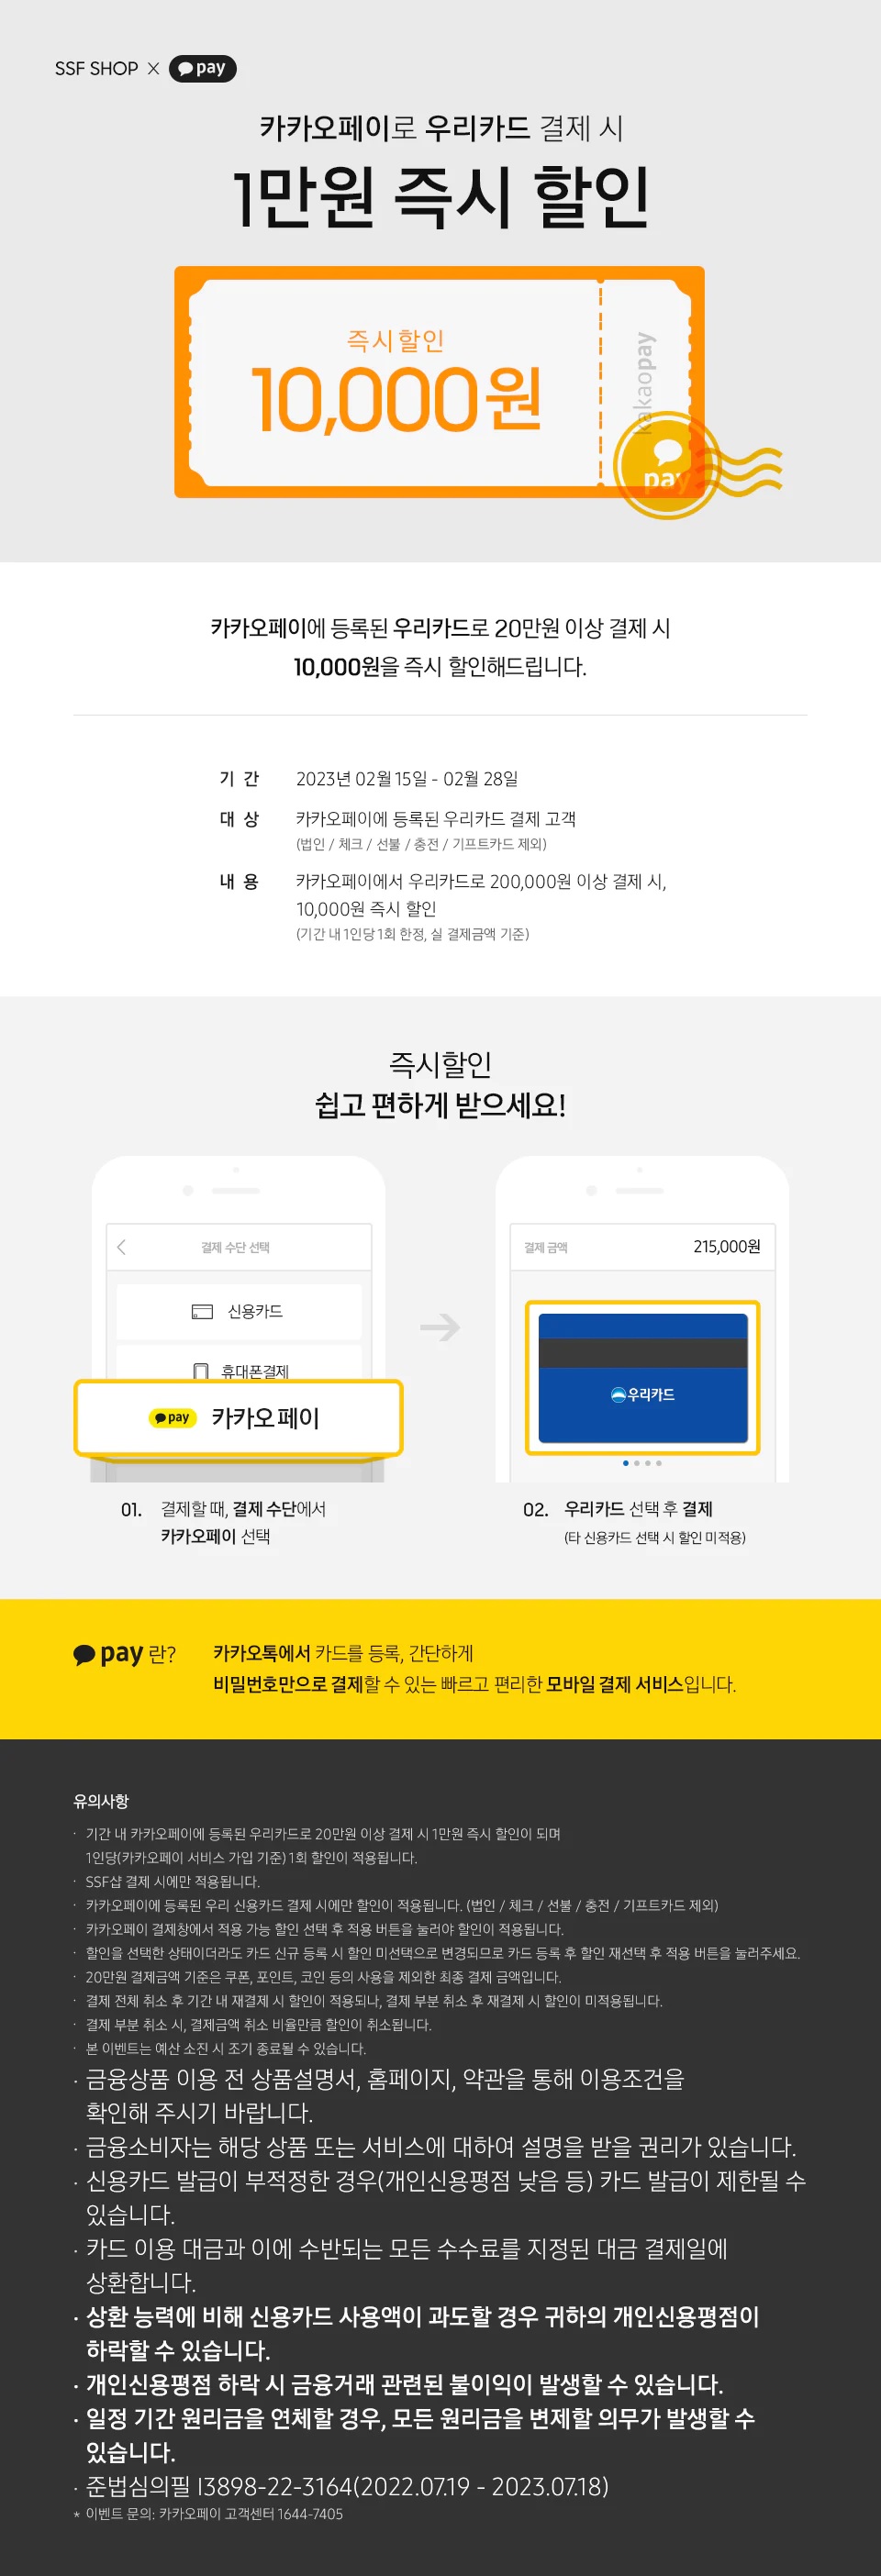 SSF SHOP X pay
카카오페이로 우리카드 결제 시
1만원 즉시 할인
즉시할인
10,000원
kakaopay
pay
카카오페이에 등록된 우리카드로 20만원 이상 결제 시
10,000원을 즉시 할인해드립니다.
기 간 2023년 02월 15일 - 02월 28일
대 상 카카오페이에 등록된 우리카드 결제 고객
(법인 / 체크 / 선불 / 충전 / 기프트카드 제외)
내 용 카카오페이에서 우리카드로 200,000원 이상 결제 시,
10,000원 즉시 할인
(기간 내 1인당 1회 한정, 실 결제금액 기준)
즉시할인
쉽고 편하게 받으세요!
결제 수단 선택
신용카드
휴대폰결제
pay 카카오페이
결제 금액 215,000원
우리카드
01. 결제할 때, 결제 수단에서
카카오페이 선택
02. 우리카드 선택 후 결제
(타 신용카드 선택 시 할인 미적용)
pay 란? 카카오톡에서 카드를 등록, 간단하게
비밀번호만으로 결제할 수 있는 빠르고 편리한 모바일 결제 서비스입니다.
유의사항
· 기간 내 카카오페이에 등록된 우리카드로 20만원 이상 결제 시 1만원 즉시 할인이 되며
1인당(카카오페이 서비스 가입 기준) 1회 할인이 적용됩니다.
· SSF샵 결제 시에만 적용됩니다.
· 카카오페이에 등록된 우리 신용카드 결제 시에만 할인이 적용됩니다. (법인 / 체크 / 선불 / 충전 / 기프트카드 제외)
· 카카오페이 결제창에서 적용 가능 할인 선택 후 적용 버튼을 눌러야 할인이 적용됩니다.
· 할인을 선택한 상태이더라도 카드 신규 등록 시 할인 미선택으로 변경되므로 카드 등록 후 할인 재선택 후 적용 버튼을 눌러주세요.
· 20만원 결제금액 기준은 쿠폰, 포인트, 코인 등의 사용을 제외한 최종 결제 금액입니다.
· 결제 전체 취소 후 기간 내 재결제 시 할인이 적용되나, 결제 부분 취소 후 재결제 시 할인이 미적용됩니다.
· 결제 부분 취소 시, 결제금액 취소 비율만큼 할인이 취소됩니다.
· 본 이벤트는 예산 소진 시 조기 종료될 수 있습니다.
· 금융상품 이용 전 상품설명서, 홈페이지, 약관을 통해 이용조건을
확인해 주시기 바랍니다.
· 금융소비자는 해당 상품 또는 서비스에 대하여 설명을 받을 권리가 있습니다.
· 신용카드 발급이 부적정한 경우(개인신용평점 낮음 등) 카드 발급이 제한될 수
있습니다.
· 카드 이용 대금과 이에 수반되는 모든 수수료를 지정된 대금 결제일에
상환합니다.
· 상환 능력에 비해 신용카드 사용액이 과도할 경우 귀하의 개인신용평점이
하락할 수 있습니다.
· 개인신용평점 하락 시 금융거래 관련된 불이익이 발생할 수 있습니다.
· 일정 기간 원리금을 연체할 경우, 모든 원리금을 변제할 의무가 발생할 수
있습니다.
· 준법심의필 I3898-22-3164(2022.07.19 - 2023.07.18)
* 이벤트 문의: 카카오페이 고객센터 1644-7405